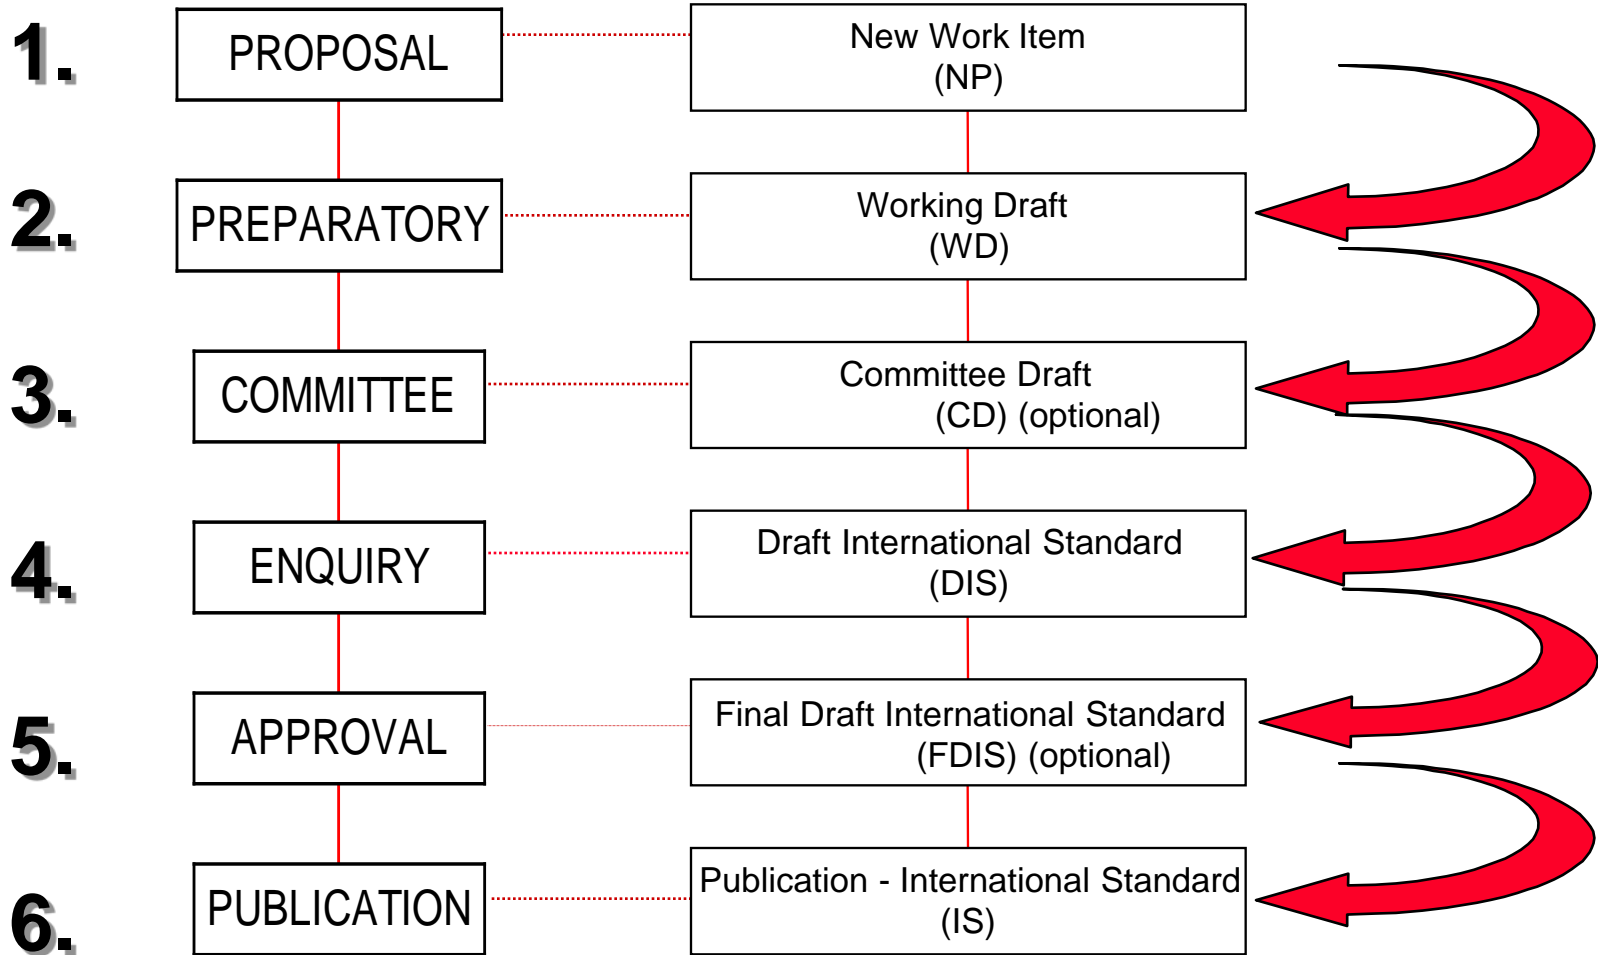 1.
PROPOSAL
New Work Item
(NP)
2.
PREPARATORY
Working Draft
(WD)
3.
COMMITTEE
Committee Draft
(CD) (optional)
4.
ENQUIRY
Draft International Standard
(DIS)
5.
APPROVAL
Final Draft International Standard
(FDIS) (optional)
6.
PUBLICATION
Publication - International Standard
(IS)